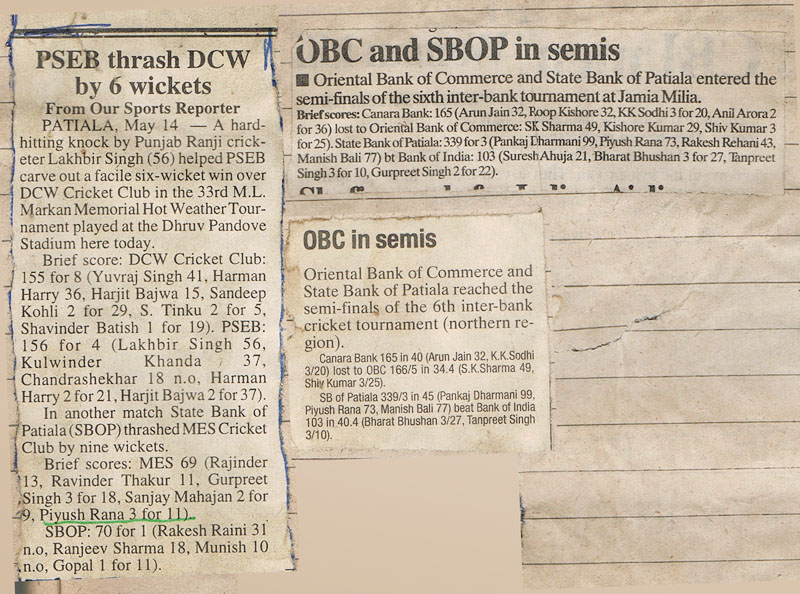 PSEB thrash DCW
by 6 wickets
From Our Sports Reporter
PATIALA, May 14 — A hard-
hitting knock by Punjab Ranji crick-
eter Lakhbir Singh (56) helped PSEB
carve out a facile six-wicket win over
DCW Cricket Club in the 33rd M.L.
Markan Memorial Hot Weather Tour-
nament played at the Dhruv Pandove
Stadium here today.
Brief score: DCW Cricket Club:
155 for 8 (Yuvraj Singh 41, Harman
Harry 36, Harjit Bajwa 15, Sandeep
Kohli 2 for 29, S. Tinku 2 for 5,
Shavinder Batish 1 for 19). PSEB:
156 for 4 (Lakhbir Singh 56,
Kulwinder Khanda 37,
Chandrashekhar 18 n.o, Harman
Harry 2 for 21, Harjit Bajwa 2 for 37).
In another match State Bank of
Patiala (SBOP) thrashed MES Cricket
Club by nine wickets.
Brief scores: MES 69 (Rajinder
13, Ravinder Thakur 11, Gurpreet
Singh 3 for 18, Sanjay Mahajan 2 for
9, Piyush Rana 3 for 11).
SBOP: 70 for 1 (Rakesh Raini 31
n.o, Ranjeev Sharma 18, Munish 10
n.o, Gopal 1 for 11).
OBC and SBOP in semis
■ Oriental Bank of Commerce and State Bank of Patiala entered the
semi-finals of the sixth inter-bank tournament at Jamia Milia.
Brief scores: Canara Bank: 165 (Arun Jain 32, Roop Kishore 32, KK Sodhi 3 for 20, Anil Arora 2
for 36) lost to Oriental Bank of Commerce: SK Sharma 49, Kishore Kumar 29, Shiv Kumar 3
for 25). State Bank of Patiala: 339 for 3 (Pankaj Dharmani 99, Piyush Rana 73, Rakesh Rehani 43,
Manish Bali 77) bt Bank of India: 103 (Suresh Ahuja 21, Bharat Bhushan 3 for 27, Tanpreet
Singh 3 for 10, Gurpreet Singh 2 for 22).
OBC in semis
Oriental Bank of Commerce and
State Bank of Patiala reached the
semi-finals of the 6th inter-bank
cricket tournament (northern re-
gion).
Canara Bank 165 in 40 (Arun Jain 32, K.K.Sodhi
3/20) lost to OBC 166/5 in 34.4 (S.K.Sharma 49,
Shiv Kumar 3/25).
SB of Patiala 339/3 in 45 (Pankaj Dharmani 99,
Piyush Rana 73, Manish Bali 77) beat Bank of India
103 in 40.4 (Bharat Bhushan 3/27, Tanpreet Singh
3/10).